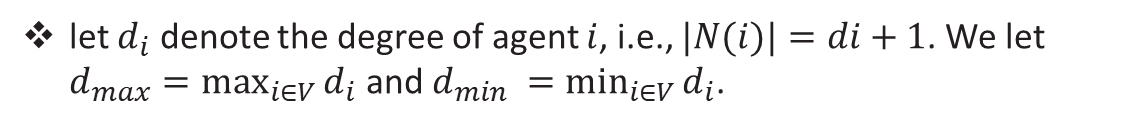 ❖ let 𝑑ᵢ denote the degree of agent 𝑖, i.e., |𝑁(𝑖)| = 𝑑𝑖 + 1. We let
𝑑ₘₐₓ = maxᵢ∈V 𝑑ᵢ and 𝑑ₘᵢₙ = minᵢ∈V 𝑑ᵢ.